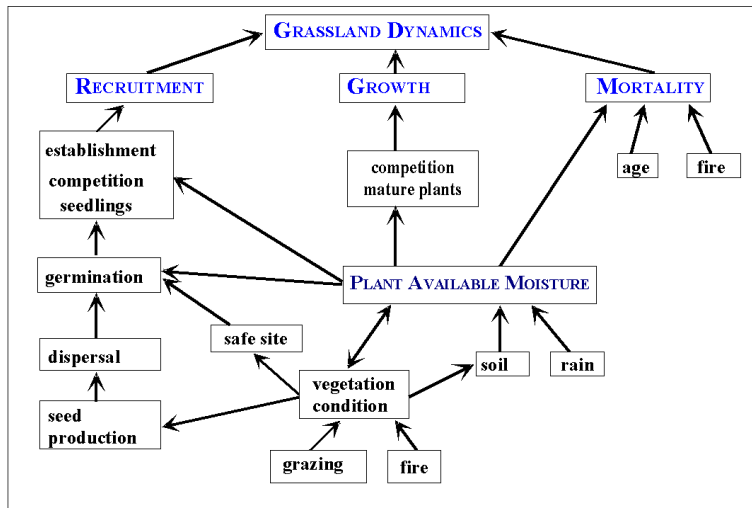 GRASSLAND DYNAMICS
RECRUITMENT
GROWTH
MORTALITY
establishment
competition
seedlings
competition
mature plants
age
fire
germination
PLANT AVAILABLE MOISTURE
safe site
dispersal
soil
rain
vegetation
condition
seed
production
grazing
fire